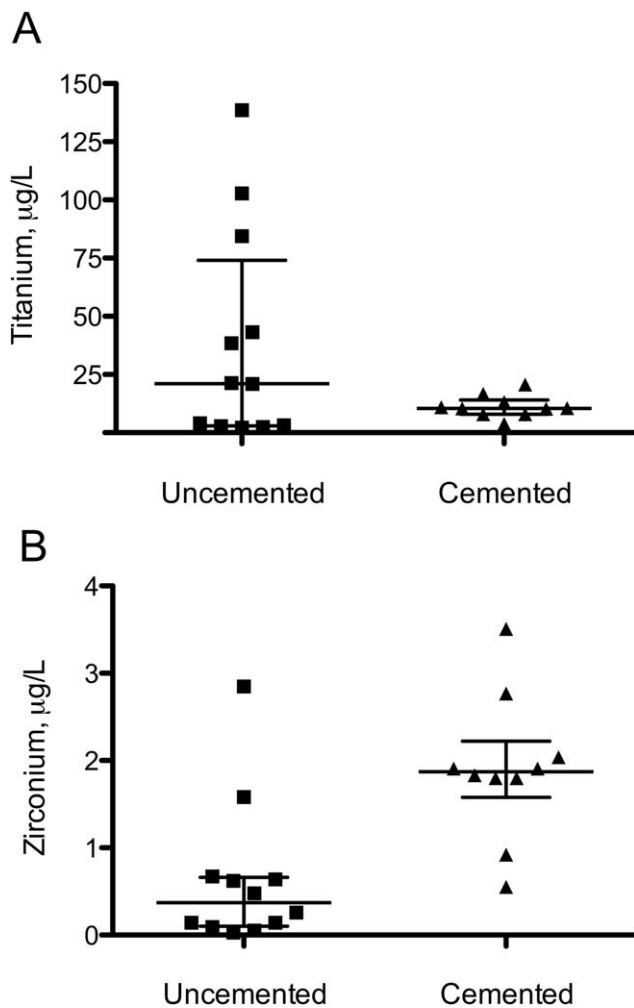 A
150
125
100
75
50
25
Titanium, µg/L
Uncemented
Cemented
B
4
3
2
1
0
Zirconium, µg/L
Uncemented
Cemented